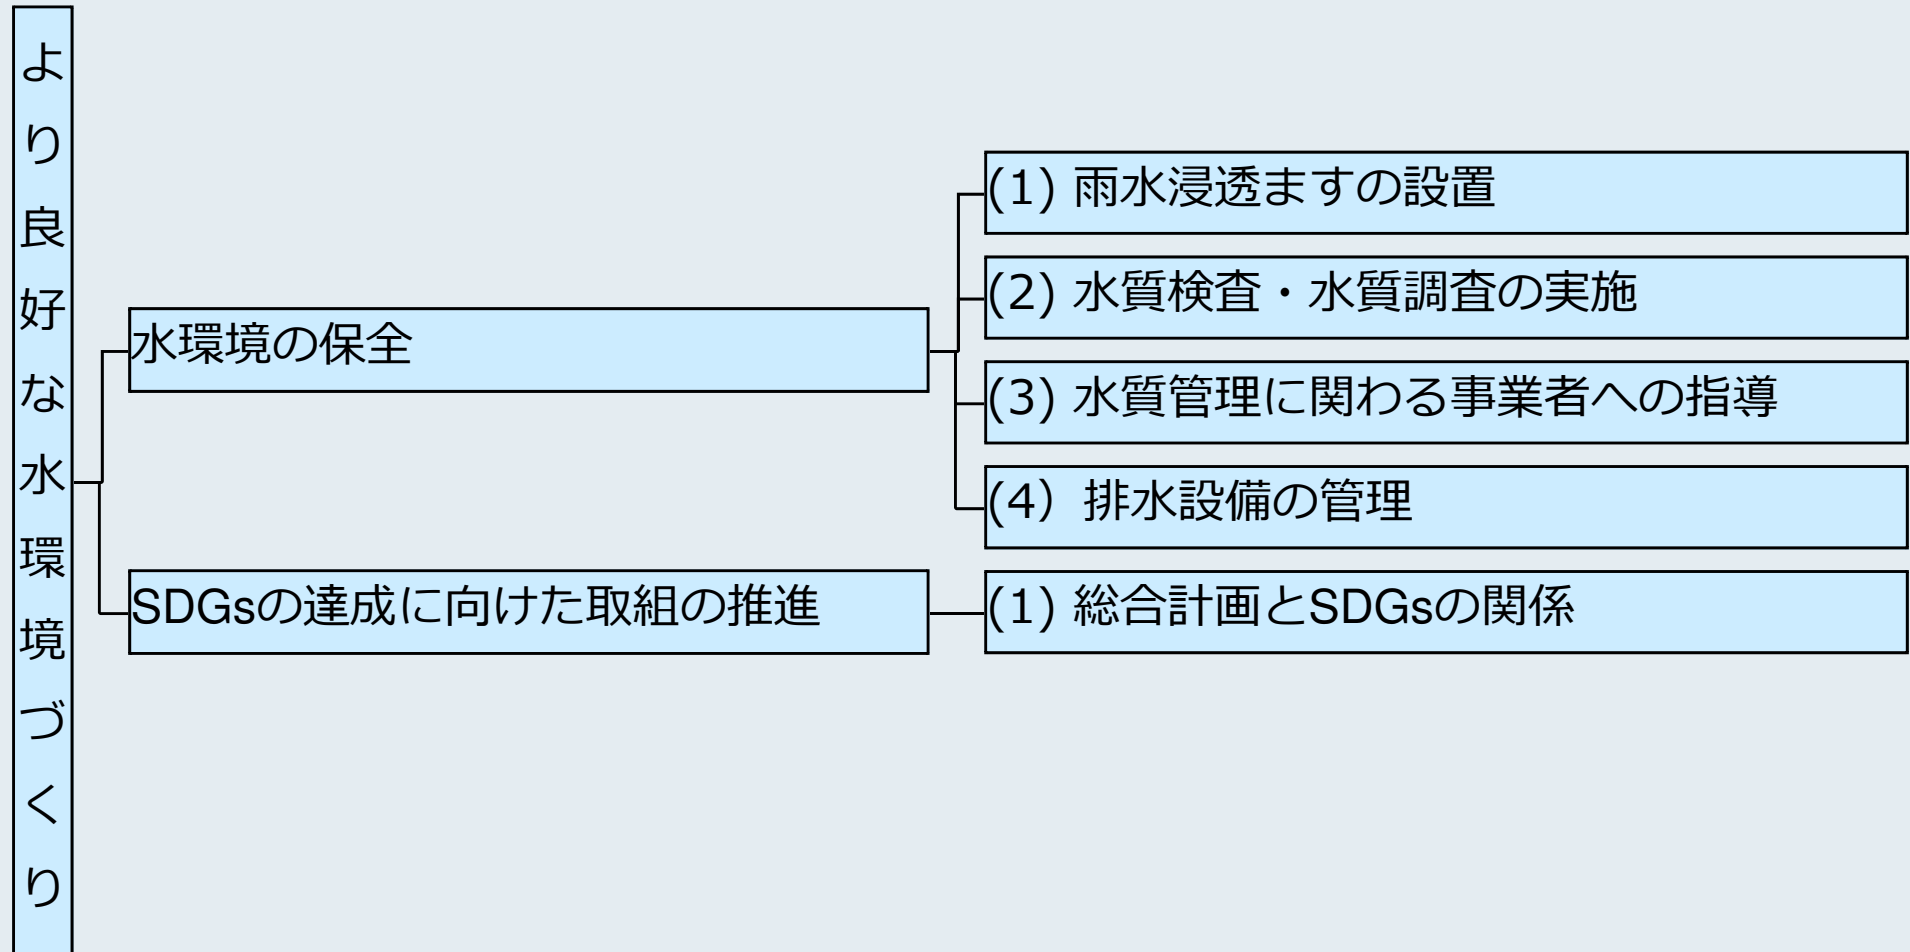 より良好な水環境づくり
水環境の保全
(1) 雨水浸透ますの設置
(2) 水質検査・水質調査の実施
(3) 水質管理に関わる事業者への指導
(4）排水設備の管理
SDGsの達成に向けた取組の推進
(1) 総合計画とSDGsの関係